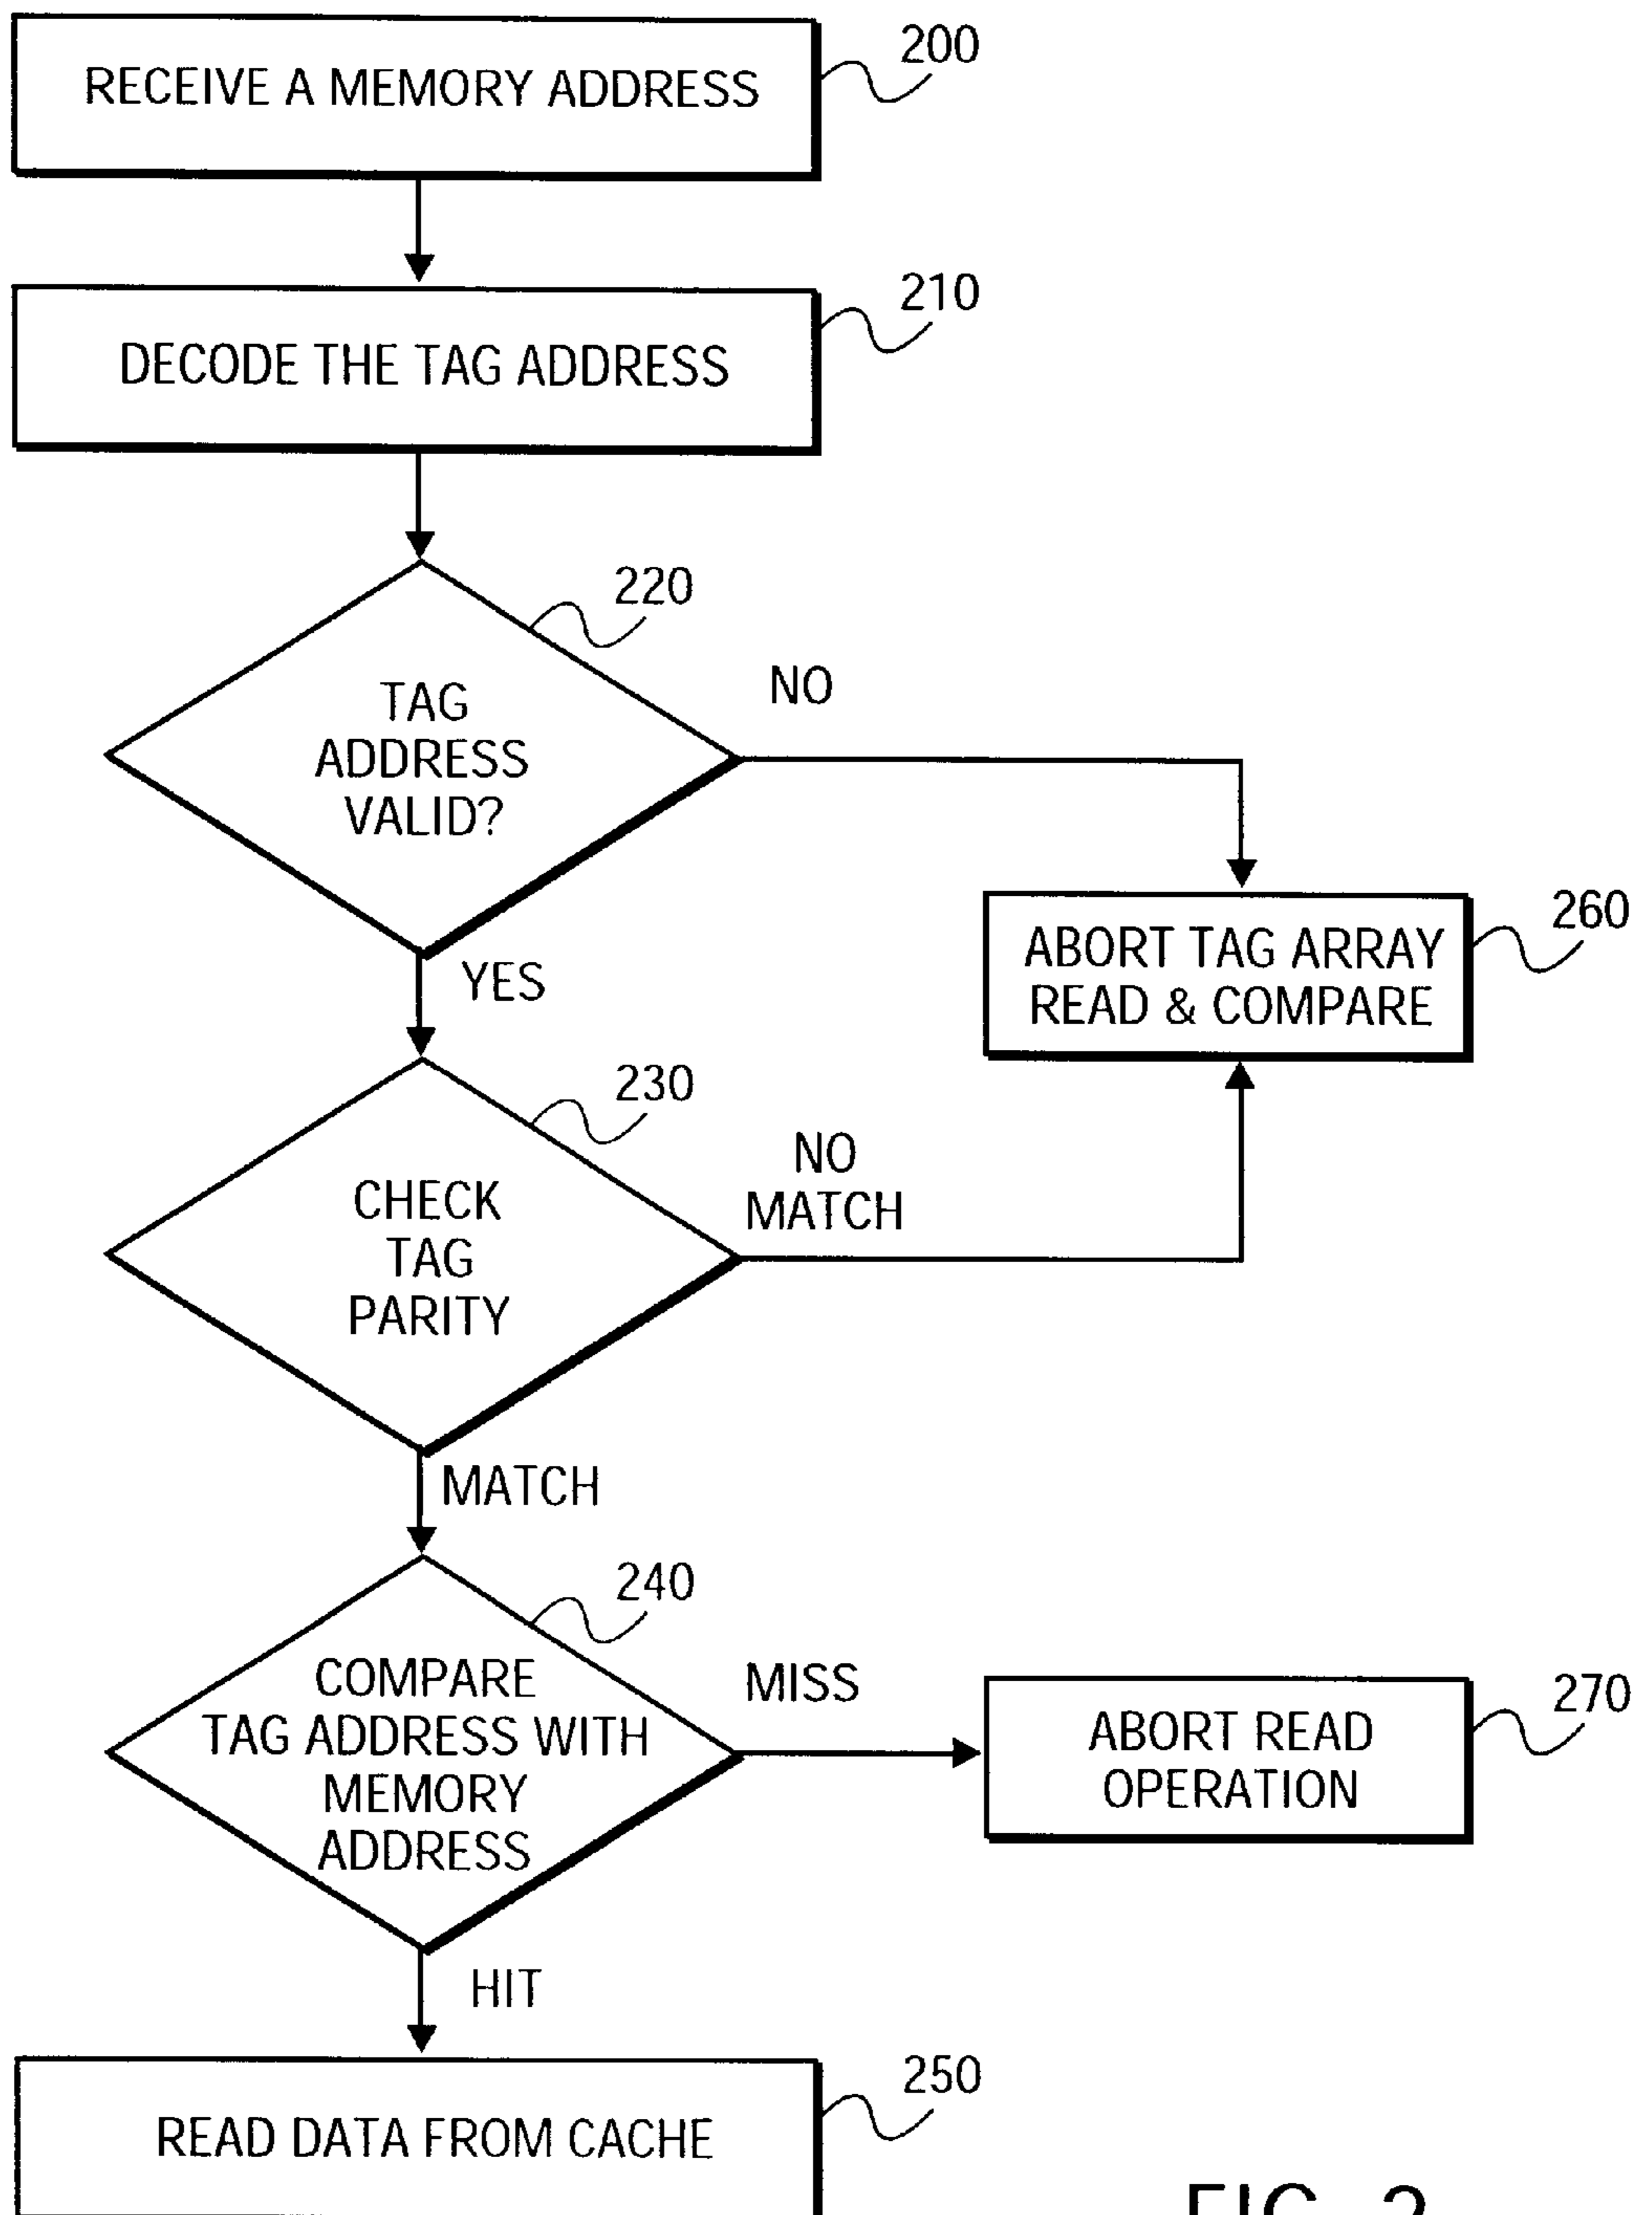 RECEIVE A MEMORY ADDRESS
200
DECODE THE TAG ADDRESS
210
220
TAG
ADDRESS
VALID?
NO
YES
260
ABORT TAG ARRAY
READ & COMPARE
230
CHECK
TAG
PARITY
NO
MATCH
MATCH
240
COMPARE
TAG ADDRESS WITH
MEMORY
ADDRESS
MISS
270
ABORT READ
OPERATION
HIT
250
READ DATA FROM CACHE
FIG. 2